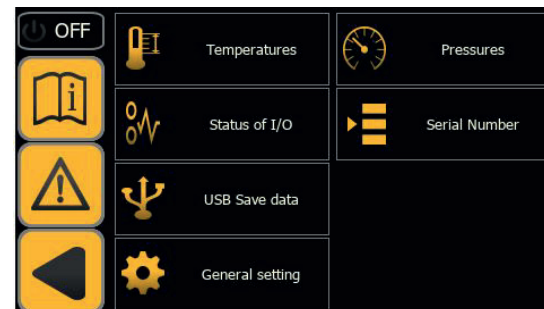 OFF
Temperatures
Pressures
Status of I/O
Serial Number
USB Save data
General setting